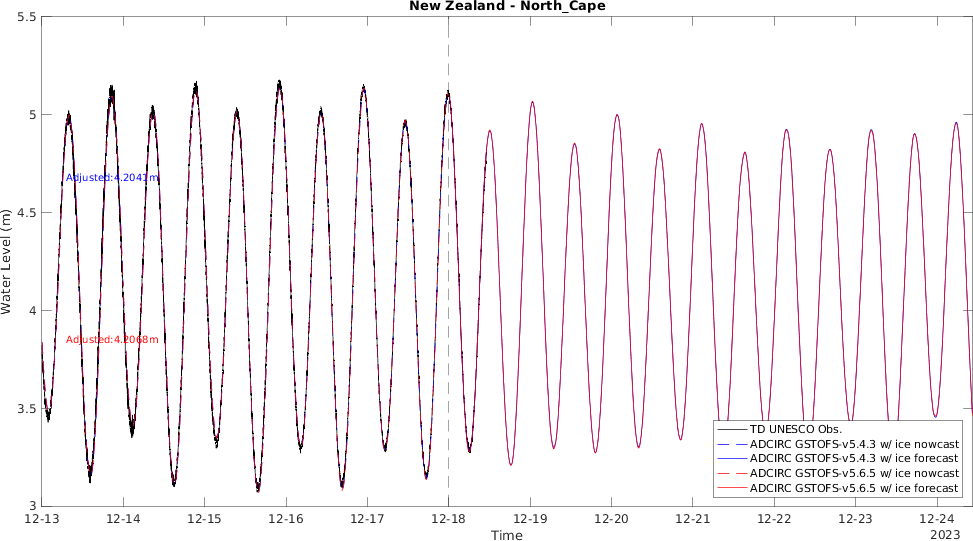 New Zealand - North_Cape
5.5
5
4.5
4
3.5
3
Water Level (m)
Adjusted:4.2041m
Adjusted:4.2068m
TD UNESCO Obs.
ADCIRC GSTOFS-v5.4.3 w/ ice nowcast
ADCIRC GSTOFS-v5.4.3 w/ ice forecast
ADCIRC GSTOFS-v5.6.5 w/ ice nowcast
ADCIRC GSTOFS-v5.6.5 w/ ice forecast
12-13 12-14 12-15 12-16 12-17 12-18 12-19 12-20 12-21 12-22 12-23 12-24
Time
2023